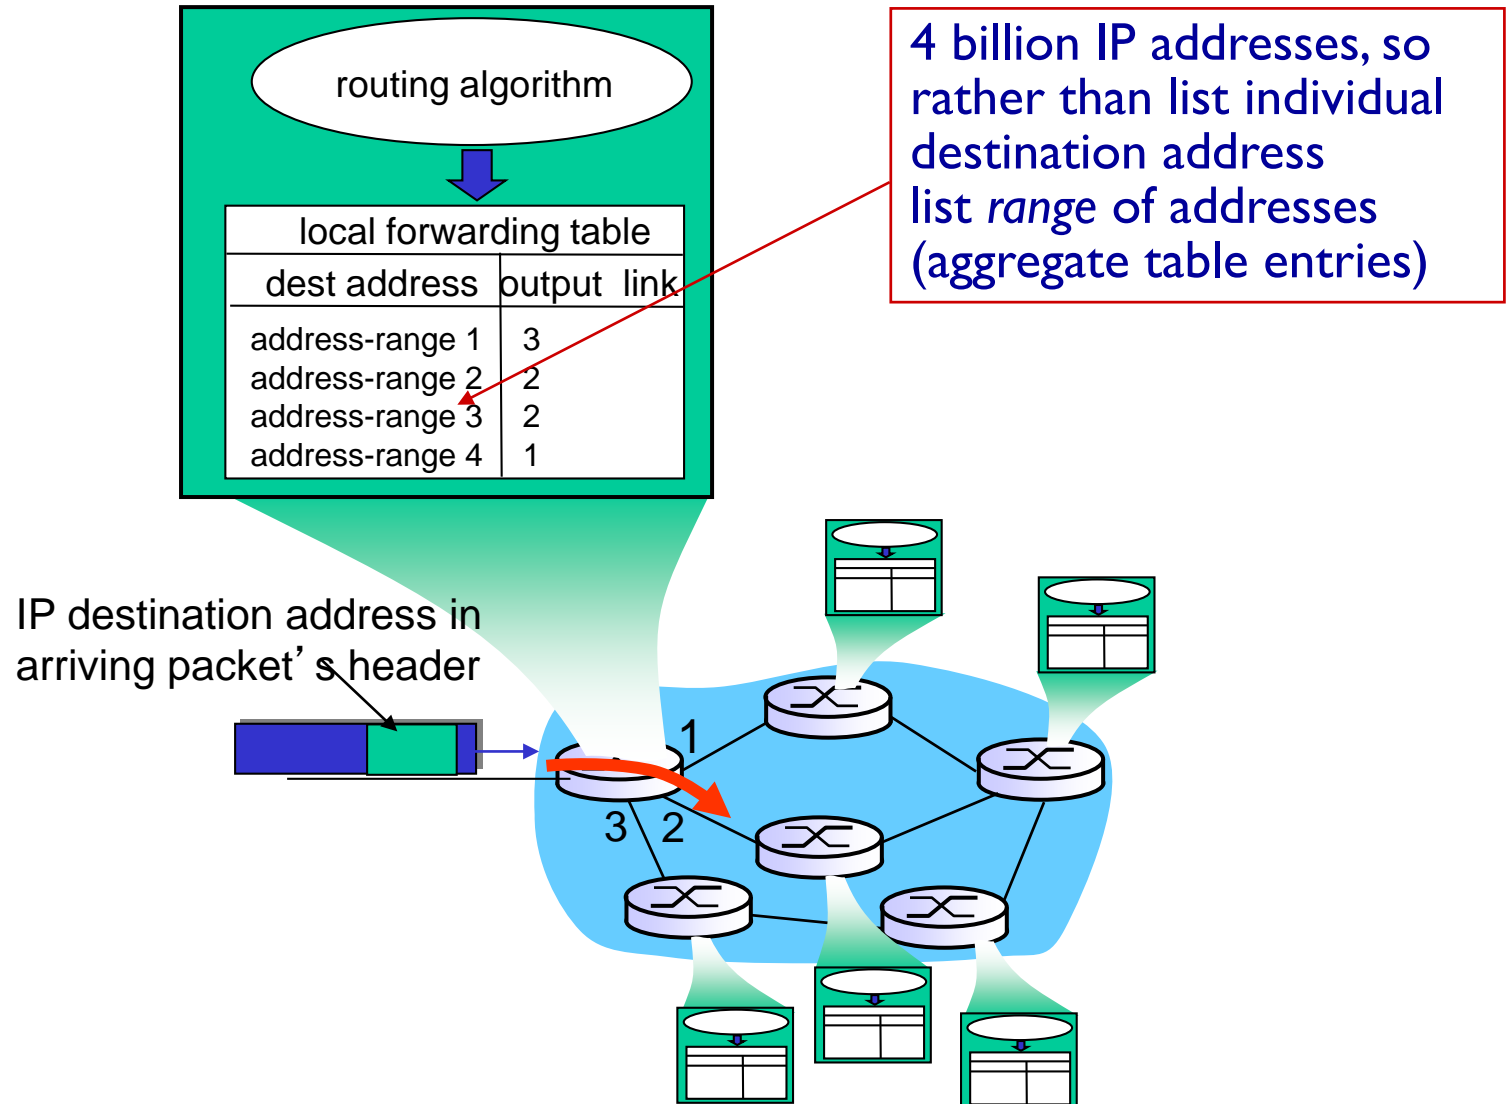 routing algorithm
local forwarding table
dest address output link
address-range 1 3
address-range 2 2
address-range 3 2
address-range 4 1
4 billion IP addresses, so
rather than list individual
destination address
list range of addresses
(aggregate table entries)
IP destination address in
arriving packet’s header
1
3 2